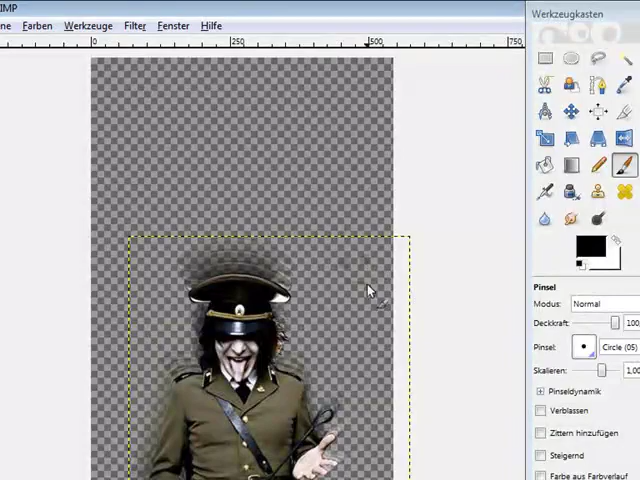 IMP
ne Farben Werkzeuge Filter Fenster Hilfe
0 250 500 750
Werkzeugkasten
Pinsel
Modus: Normal
Deckkraft: 100,
Pinsel: Circle (05)
Skalieren: 1,00
Pinseldynamik
Verblassen
Zittern hinzufügen
Steigernd
Farbe aus Farbverlauf